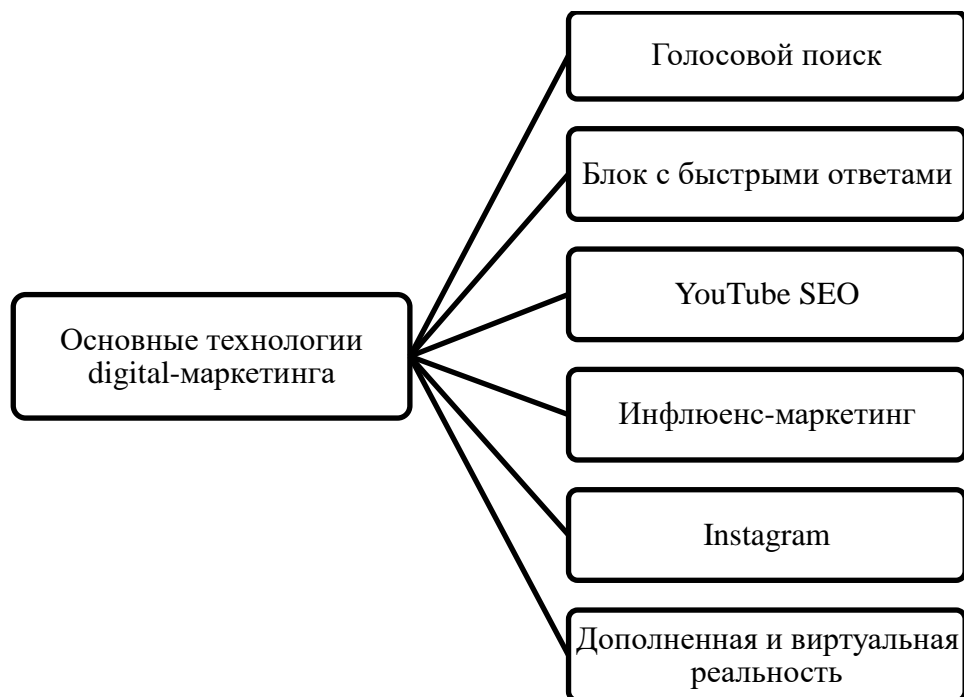 Голосовой поиск
Блок с быстрыми ответами
YouTube SEO
Основные технологии
digital-маркетинга
Инфлюенс-маркетинг
Instagram
Дополненная и виртуальная
реальность